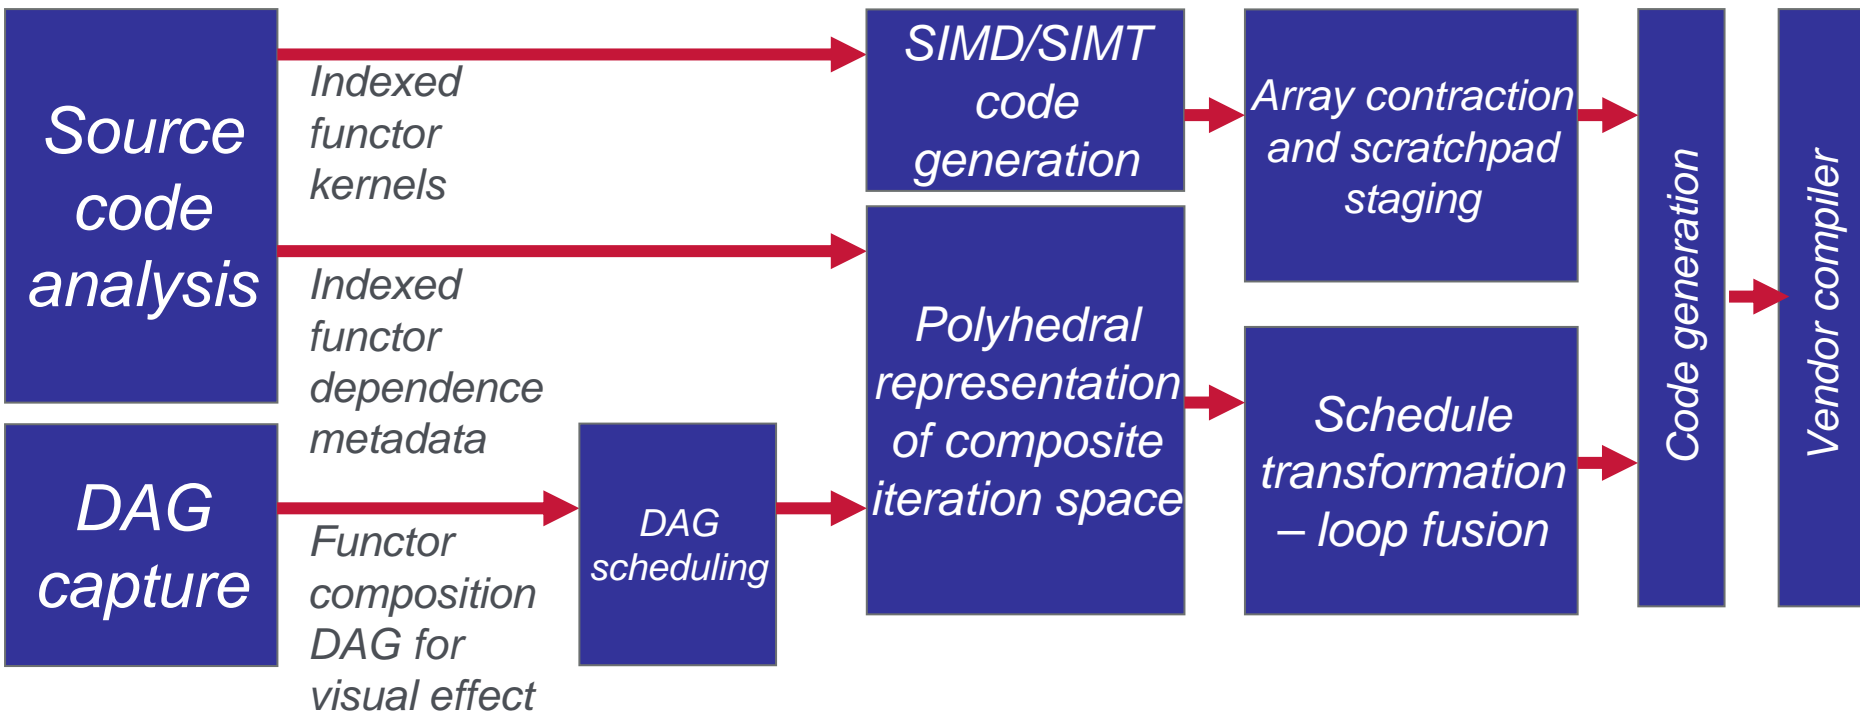 Source
code
analysis
Indexed
functor
kernels
SIMD/SIMT
code
generation
Array contraction
and scratchpad
staging
Indexed
functor
dependence
metadata
Polyhedral
representation
of composite
iteration space
Schedule
transformation
– loop fusion
DAG
capture
Functor
composition
DAG for
visual effect
DAG
scheduling
Code generation
Vendor compiler